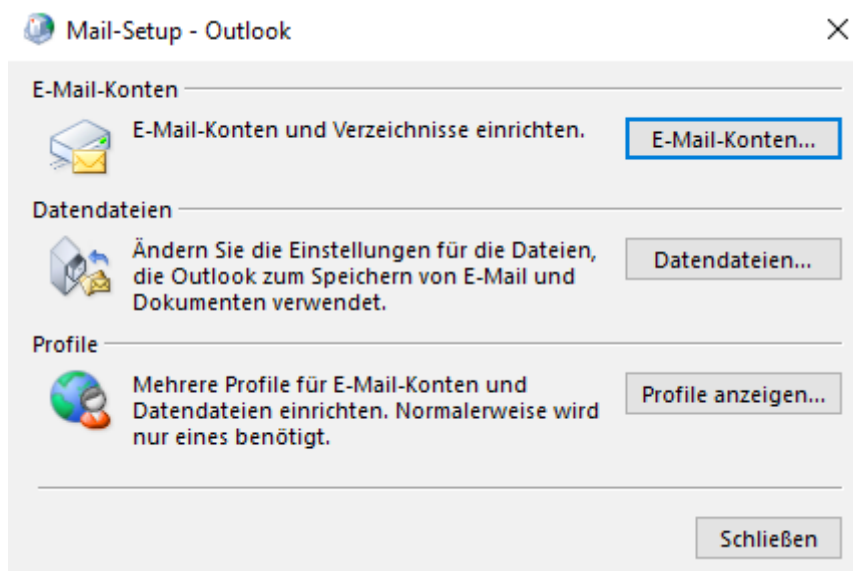 Mail-Setup - Outlook
E-Mail-Konten
E-Mail-Konten und Verzeichnisse einrichten.
E-Mail-Konten...
Datendateien
Ändern Sie die Einstellungen für die Dateien,
die Outlook zum Speichern von E-Mail und
Dokumenten verwendet.
Datendateien...
Profile
Mehrere Profile für E-Mail-Konten und
Datendateien einrichten. Normalerweise wird
nur eines benötigt.
Profile anzeigen...
Schließen